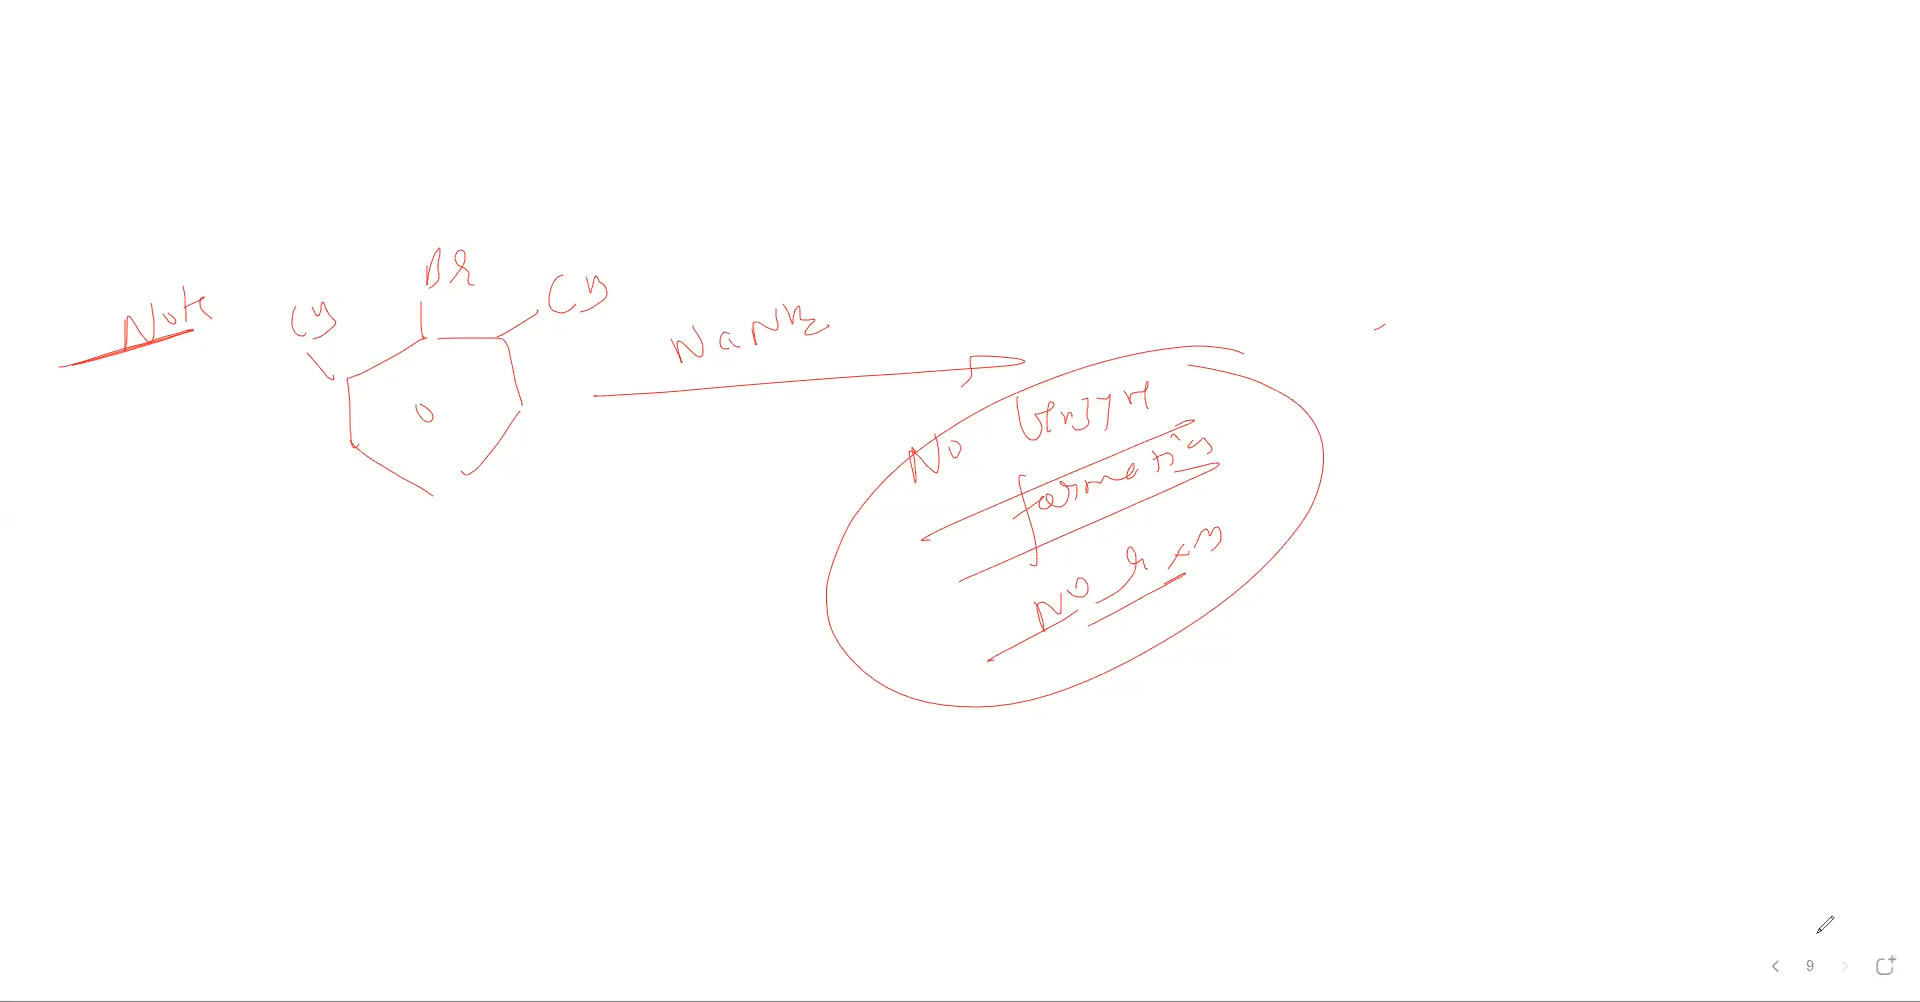 Note
Br
CH3
CH3
NaNH2
No benzyne
formation
No rxn
9